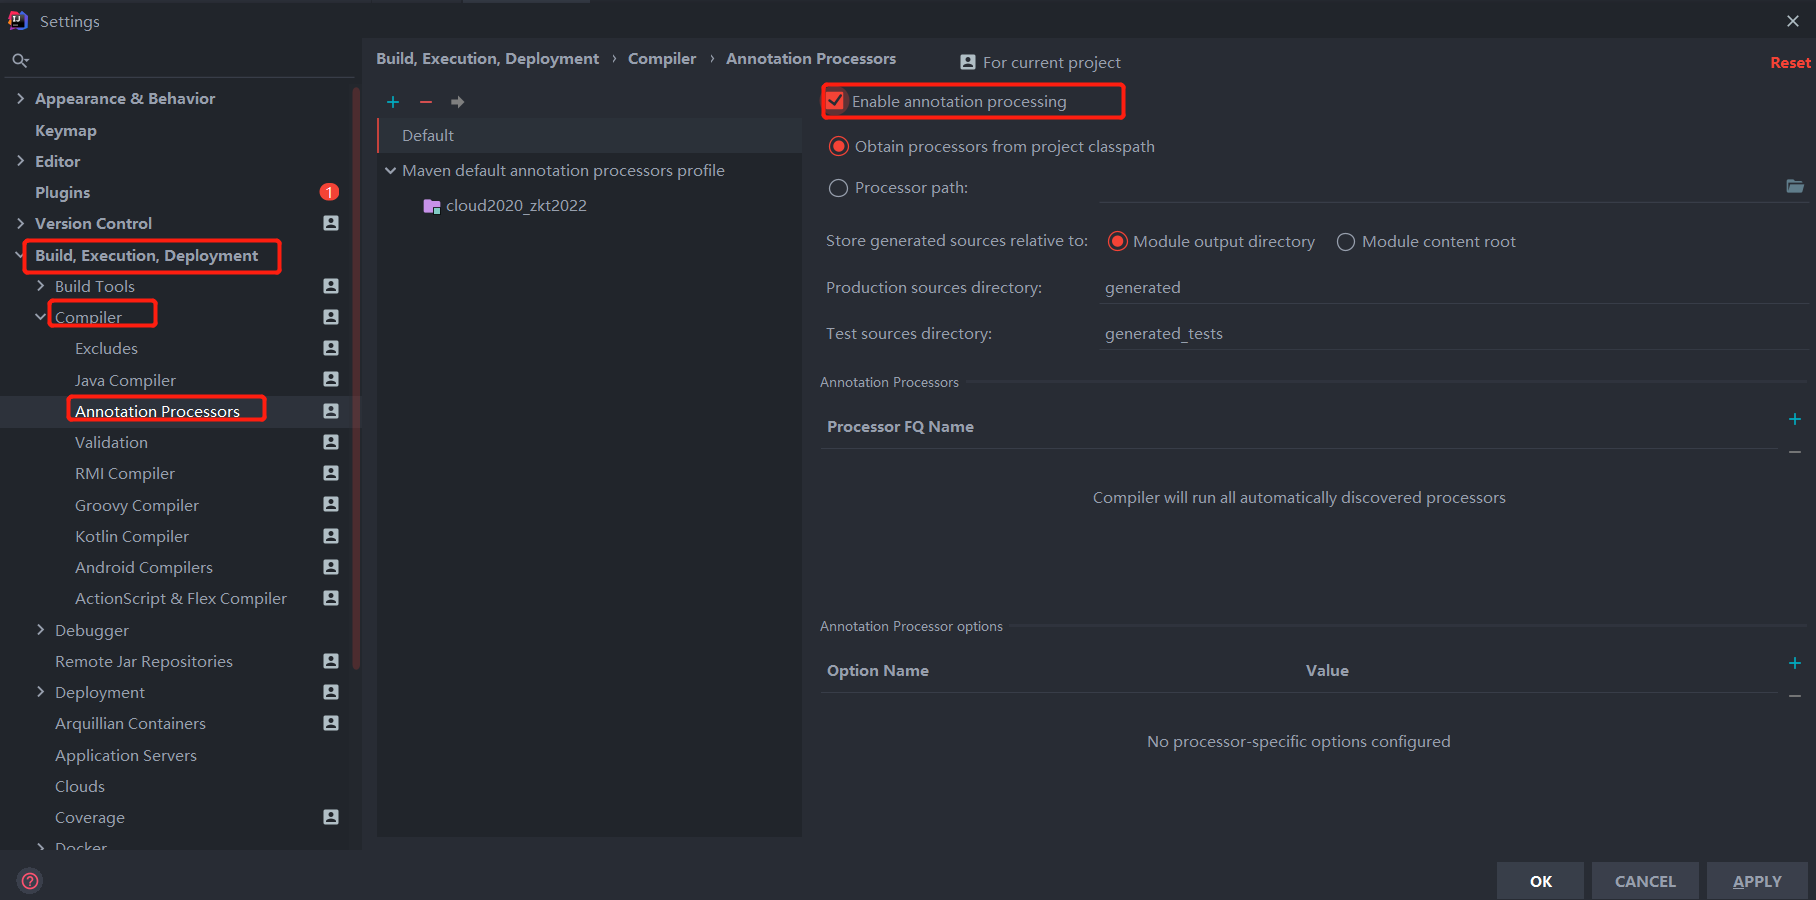 Settings
Appearance & Behavior
Keymap
Editor
Plugins
1
Version Control
Build, Execution, Deployment
Build Tools
Compiler
Excludes
Java Compiler
Annotation Processors
Validation
RMI Compiler
Groovy Compiler
Kotlin Compiler
Android Compilers
ActionScript & Flex Compiler
Debugger
Remote Jar Repositories
Deployment
Arquillian Containers
Application Servers
Clouds
Coverage
Docker
Build, Execution, Deployment › Compiler › Annotation Processors
For current project
Reset
Default
Maven default annotation processors profile
cloud2020_zkt2022
Enable annotation processing
Obtain processors from project classpath
Processor path:
Store generated sources relative to: Module output directory Module content root
Production sources directory: generated
Test sources directory: generated_tests
Annotation Processors
Processor FQ Name
Compiler will run all automatically discovered processors
Annotation Processor options
Option Name Value
No processor-specific options configured
OK CANCEL APPLY